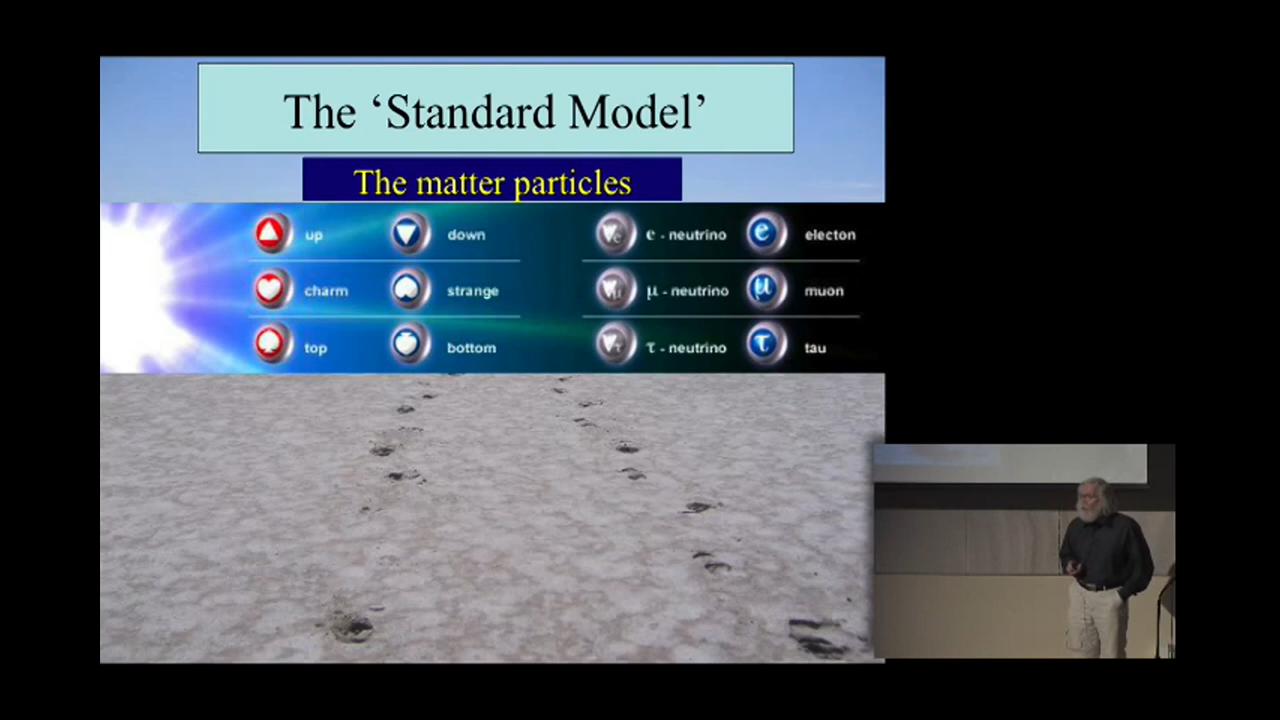 The ‘Standard Model’
The matter particles
up down e - neutrino e electon
charm strange μ - neutrino μ muon
top bottom τ - neutrino τ tau